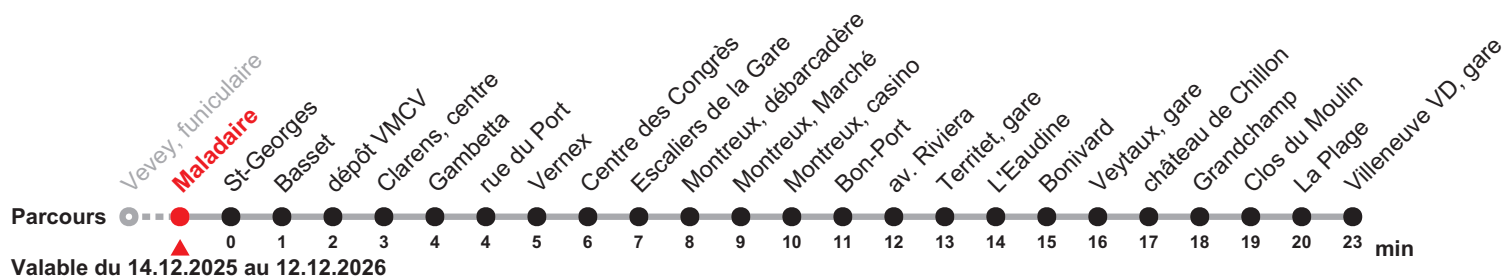 Vevey, funiculaire
Maladaire
St-Georges
Basset
dépôt VMCV
Clarens, centre
Gambetta
rue du Port
Vernex
Centre des Congrès
Escaliers de la Gare
Montreux, débarcadère
Montreux, Marché
Montreux, casino
Bon-Port
av. Riviera
Territet, gare
L'Eaudine
Bonivard
Veytaux, gare
château de Chillon
Grandchamp
Clos du Moulin
La Plage
Villeneuve VD, gare
Parcours
0 1 2 3 4 4 5 6 7 8 9 10 11 12 13 14 15 16 17 18 19 20 23 min
Valable du 14.12.2025 au 12.12.2026